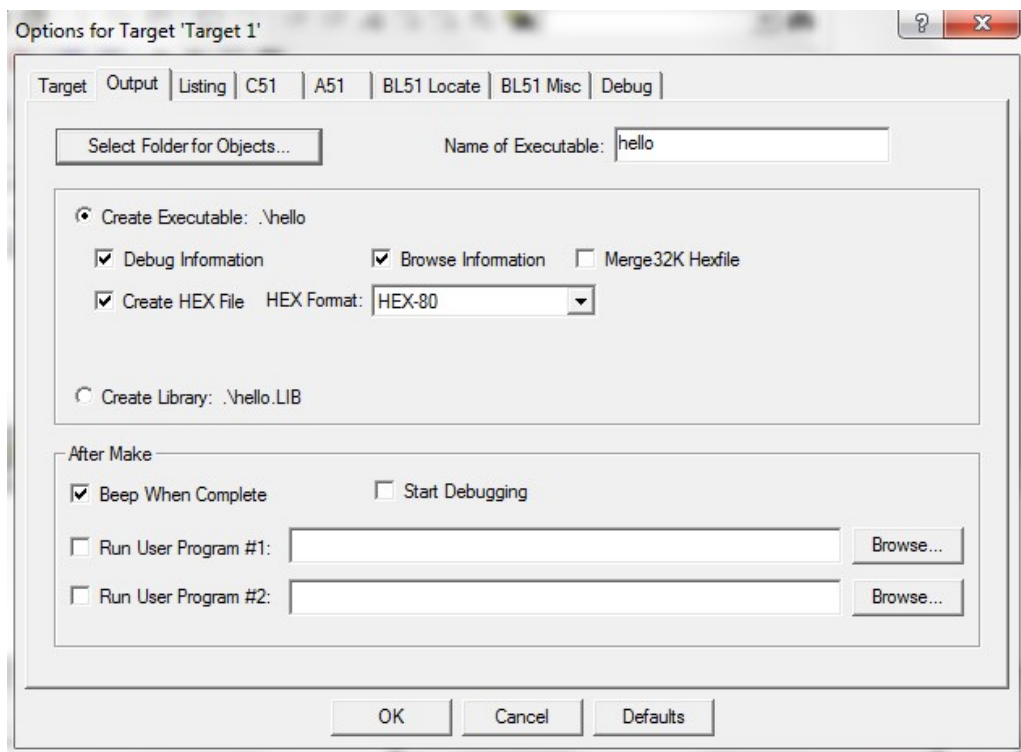 Options for Target 'Target 1'
Target Output Listing C51 A51 BL51 Locate BL51 Misc Debug
Select Folder for Objects... Name of Executable: hello
Create Executable: .\hello
Debug Information Browse Information Merge32K Hexfile
Create HEX File HEX Format: HEX-80
Create Library: .\hello.LIB
After Make
Beep When Complete Start Debugging
Run User Program #1: Browse...
Run User Program #2: Browse...
OK Cancel Defaults